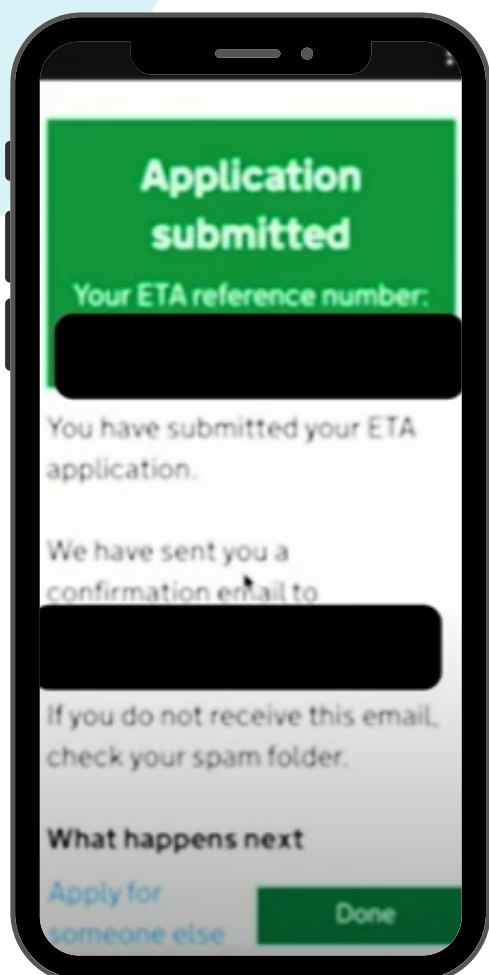 Application
submitted
Your ETA reference number:
You have submitted your ETA
application.
We have sent you a
confirmation email to
If you do not receive this email,
check your spam folder.
What happens next
Apply for
someone else
Done